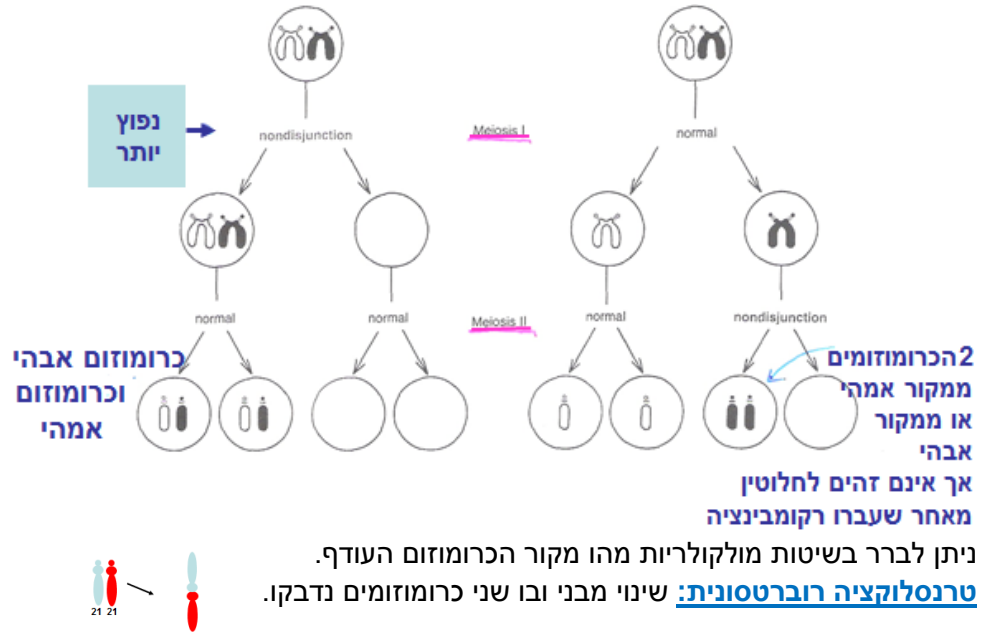 נפוץ
יותר
nondisjunction
Meiosis I
normal
normal
normal
Meiosis II
normal
nondisjunction
כרומוזום אבהי
וכרומוזום
אמהי
2הכרומוזומים
ממקור אמהי
או ממקור
אבהי
אך אינם זהים לחלוטין
מאחר שעברו רקומבינציה
ניתן לברר בשיטות מולקולריות מהו מקור הכרומוזום העודף.
טרנסלוקציה רוברטסונית: שינוי מבני ובו שני כרומוזומים נדבקו.
21 21